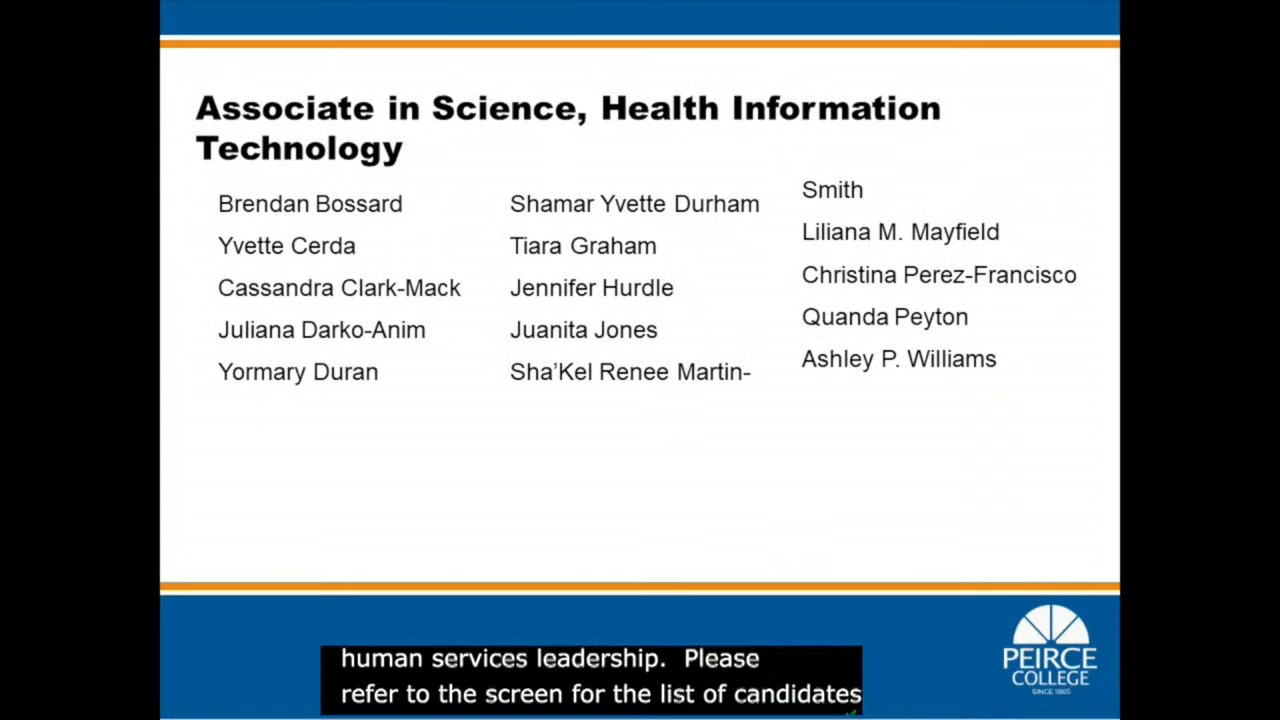 Associate in Science, Health Information
Technology
Brendan Bossard
Yvette Cerda
Cassandra Clark-Mack
Juliana Darko-Anim
Yormary Duran
Shamar Yvette Durham
Tiara Graham
Jennifer Hurdle
Juanita Jones
Sha’Kel Renee Martin-
Smith
Liliana M. Mayfield
Christina Perez-Francisco
Quanda Peyton
Ashley P. Williams
human services leadership. Please
refer to the screen for the list of candidates
PEIRCE
COLLEGE
SINCE 1865